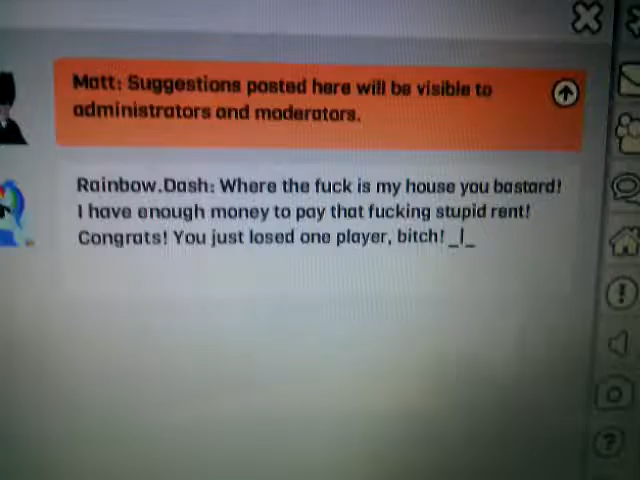 Matt: Suggestions posted here will be visible to
administrators and moderators.
Rainbow.Dash: Where the fuck is my house you bastard!
I have enough money to pay that fucking stupid rent!
Congrats! You just losed one player, bitch! _|_